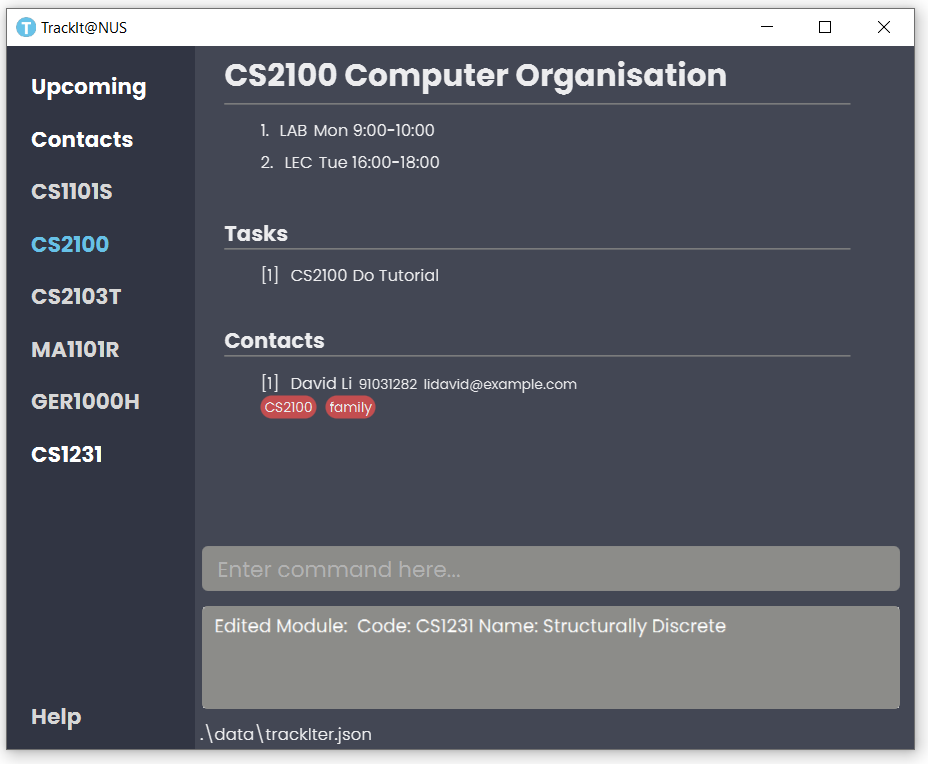 TrackIt@NUS
Upcoming
Contacts
CS1101S
CS2100
CS2103T
MA1101R
GER1000H
CS1231
Help
CS2100 Computer Organisation
1. LAB Mon 9:00-10:00
2. LEC Tue 16:00-18:00
Tasks
[1] CS2100 Do Tutorial
Contacts
[1] David Li 91031282 lidavid@example.com
CS2100 family
Enter command here...
Edited Module: Code: CS1231 Name: Structurally Discrete
.\data\trackIter.json